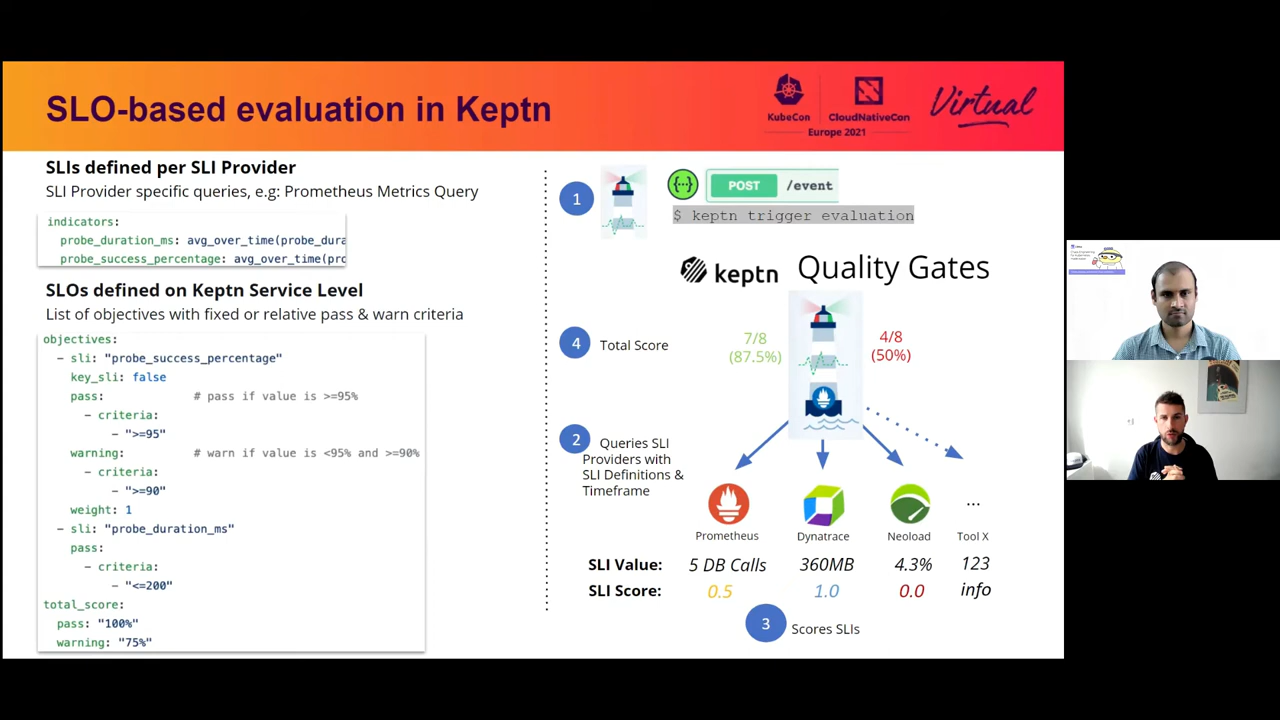 SLO-based evaluation in Keptn
KubeCon
CloudNativeCon
Europe 2021
Virtual
SLIs defined per SLI Provider
SLI Provider specific queries, e.g: Prometheus Metrics Query
indicators:
probe_duration_ms: avg_over_time(probe_dura
probe_success_percentage: avg_over_time(pro
SLOs defined on Keptn Service Level
List of objectives with fixed or relative pass & warn criteria
objectives:
- sli: "probe_success_percentage"
key_sli: false
pass: # pass if value is >=95%
- criteria:
- ">=95"
warning: # warn if value is <95% and >=90%
- criteria:
- ">=90"
weight: 1
- sli: "probe_duration_ms"
pass:
- criteria:
- "<=200"
total_score:
pass: "100%"
warning: "75%"
1
{...}
POST /event
$ keptn trigger evaluation
keptn Quality Gates
4 Total Score
7/8
(87.5%)
4/8
(50%)
2 Queries SLI
Providers with
SLI Definitions &
Timeframe
...
Prometheus
Dynatrace
Neoload
Tool X
SLI Value: 5 DB Calls 360MB 4.3% 123
SLI Score: 0.5 1.0 0.0 info
3 Scores SLIs